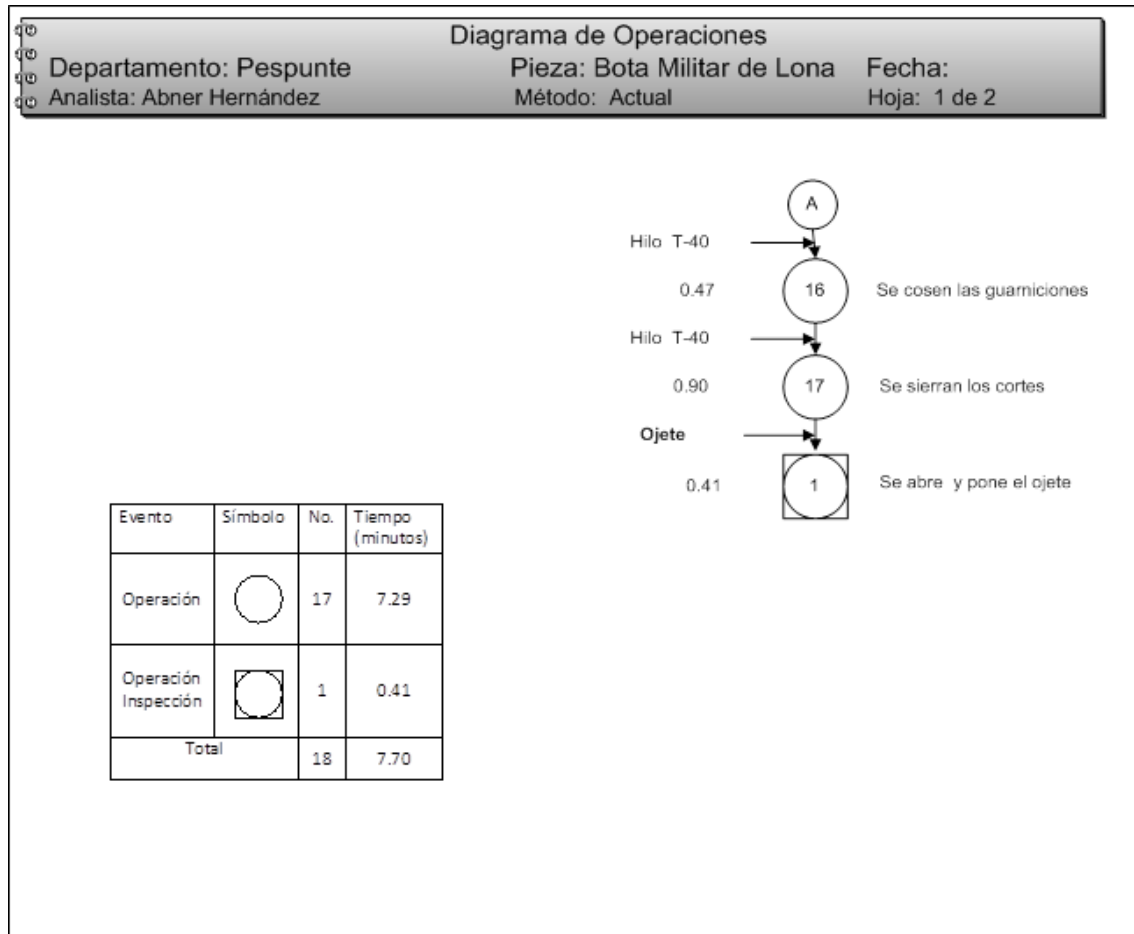 Diagrama de Operaciones
Departamento: Pespunte Pieza: Bota Militar de Lona Fecha:
Analista: Abner Hernández Método: Actual Hoja: 1 de 2
A
Hilo T-40
0.47 16 Se cosen las guarniciones
Hilo T-40
0.90 17 Se sierran los cortes
Ojete
0.41 1 Se abre y pone el ojete
Evento Símbolo No. Tiempo
(minutos)
Operación 17 7.29
Operación
Inspección 1 0.41
Total 18 7.70